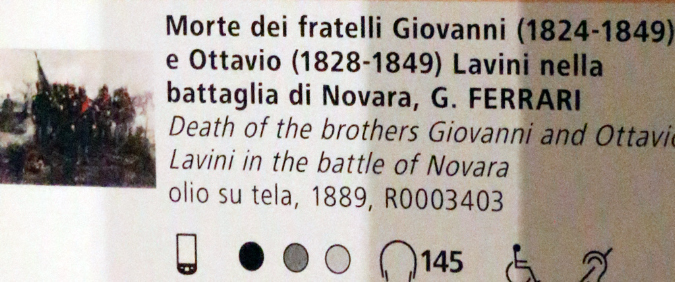 Morte dei fratelli Giovanni (1824-1849)
e Ottavio (1828-1849) Lavini nella
battaglia di Novara, G. FERRARI
Death of the brothers Giovanni and Ottavio
Lavini in the battle of Novara
olio su tela, 1889, R0003403
145